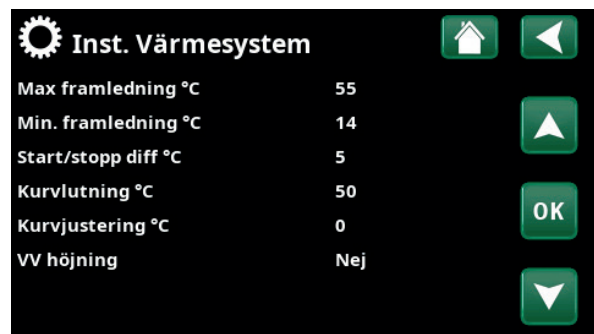 Inst. Värmesystem
Max framledning °C 55
Min. framledning °C 14
Start/stopp diff °C 5
Kurvlutning °C 50
Kurvjustering °C 0
VV höjning Nej
OK